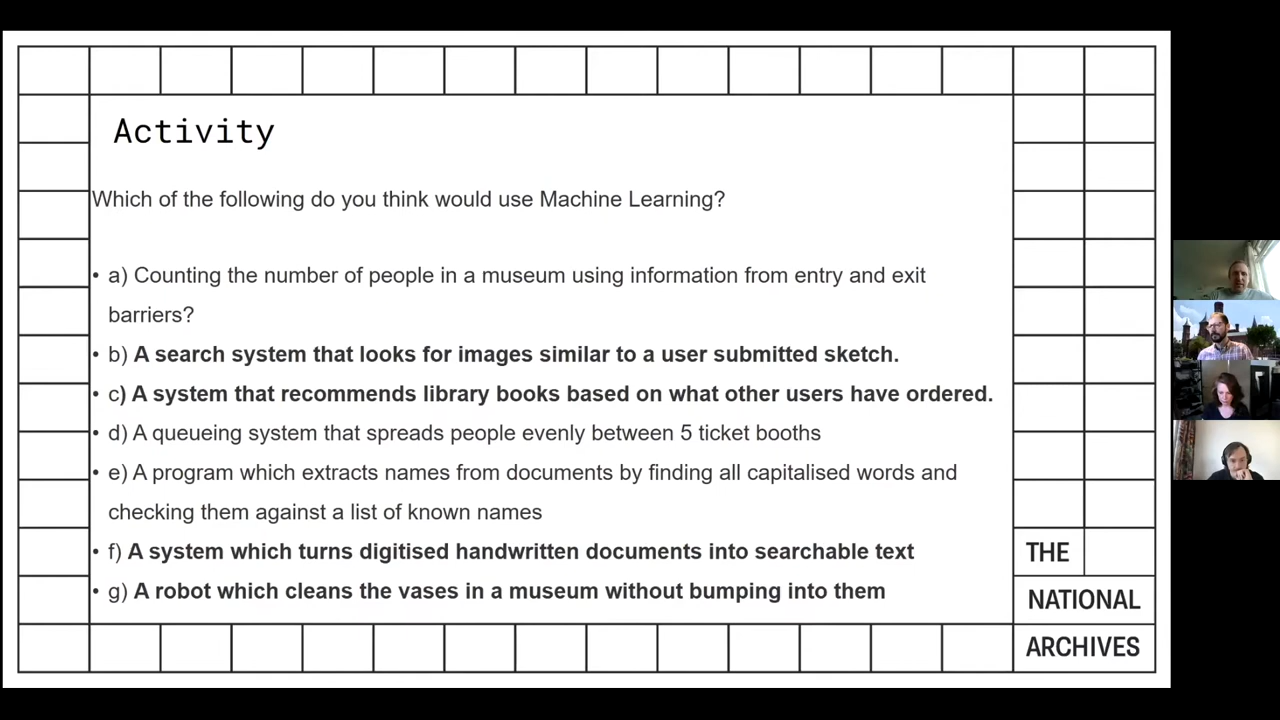 Activity
Which of the following do you think would use Machine Learning?
• a) Counting the number of people in a museum using information from entry and exit
barriers?
• b) A search system that looks for images similar to a user submitted sketch.
• c) A system that recommends library books based on what other users have ordered.
• d) A queueing system that spreads people evenly between 5 ticket booths
• e) A program which extracts names from documents by finding all capitalised words and
checking them against a list of known names
• f) A system which turns digitised handwritten documents into searchable text
• g) A robot which cleans the vases in a museum without bumping into them
THE
NATIONAL
ARCHIVES